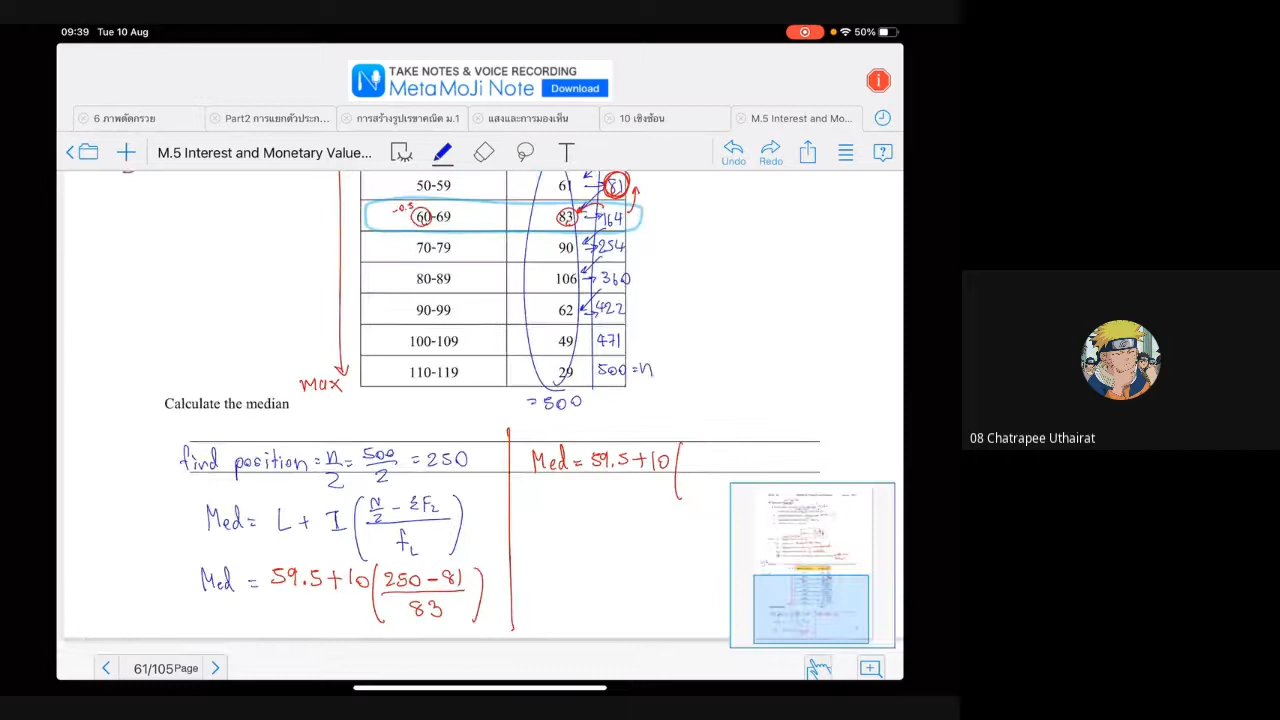 09:39 Tue 10 Aug
50%
TAKE NOTES & VOICE RECORDING
MetaMoJi Note Download
6 ภาพตัดกรวย
Part2 การแยกตัวประก...
การสร้างรูปเรขาคณิต ม.1
แสงและการมองเห็น
10 เชิงซ้อน
M.5 Interest and Mo...
M.5 Interest and Monetary Value...
T
Undo
Redo
50-59 61 81
-0.5
60-69 83 164
70-79 90 254
80-89 106 360
90-99 62 422
100-109 49 471
110-119 29 500 = n
max
= 500
Calculate the median
find position = n/2 = 500/2 = 250
Med = L + I ( (N/2 - ΣFL) / fL )
Med = 59.5 + 10 ( (250 - 81) / 83 )
Med = 59.5 + 10 (
61/105Page
08 Chatrapee Uthairat